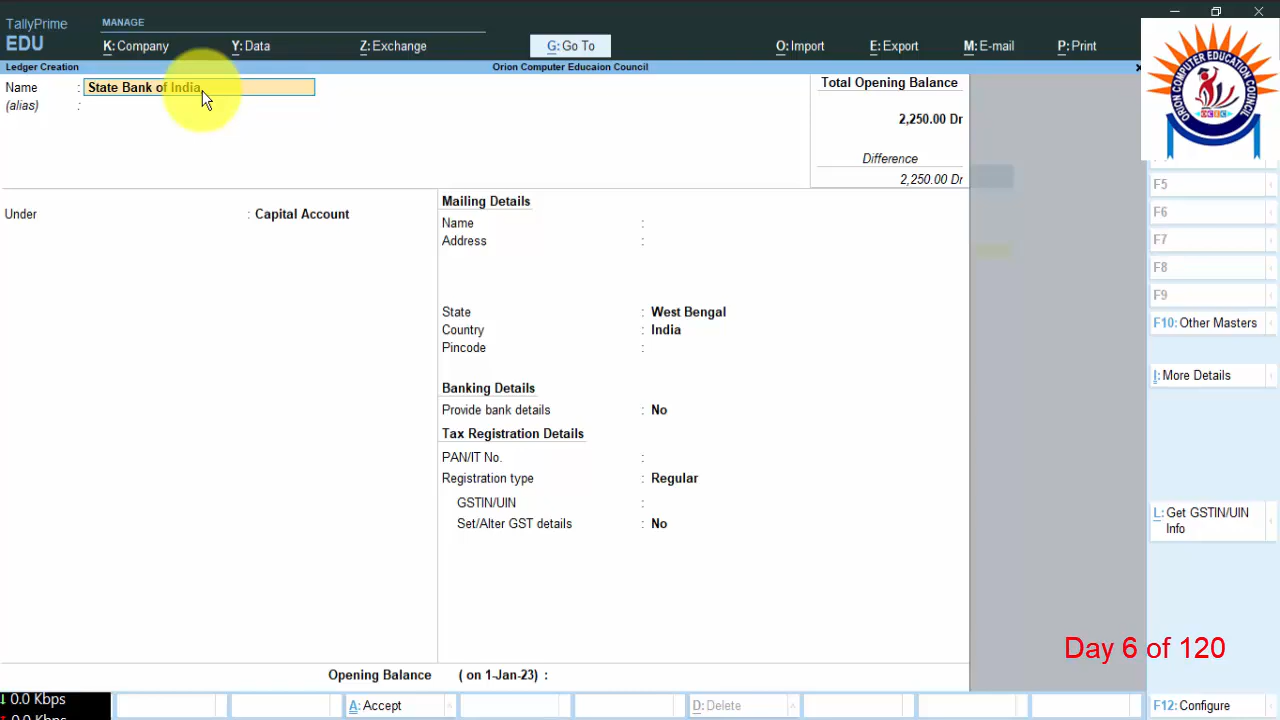 TallyPrime
EDU
MANAGE
K: Company
Y: Data
Z: Exchange
G: Go To
O: Import
E: Export
M: E-mail
P: Print
Ledger Creation
Orion Computer Educaion Council
Name : State Bank of India
(alias) :
Total Opening Balance
2,250.00 Dr
Difference
2,250.00 Dr
Under : Capital Account
Mailing Details
Name :
Address :
State : West Bengal
Country : India
Pincode :
Banking Details
Provide bank details : No
Tax Registration Details
PAN/IT No. :
Registration type : Regular
GSTIN/UIN :
Set/Alter GST details : No
Opening Balance ( on 1-Jan-23) :
ORION COMPUTER EDUCATION COUNCIL
F5
F6
F7
F8
F9
F10: Other Masters
I: More Details
L: Get GSTIN/UIN
Info
Day 6 of 120
0.0 Kbps
A: Accept
D: Delete
F12: Configure